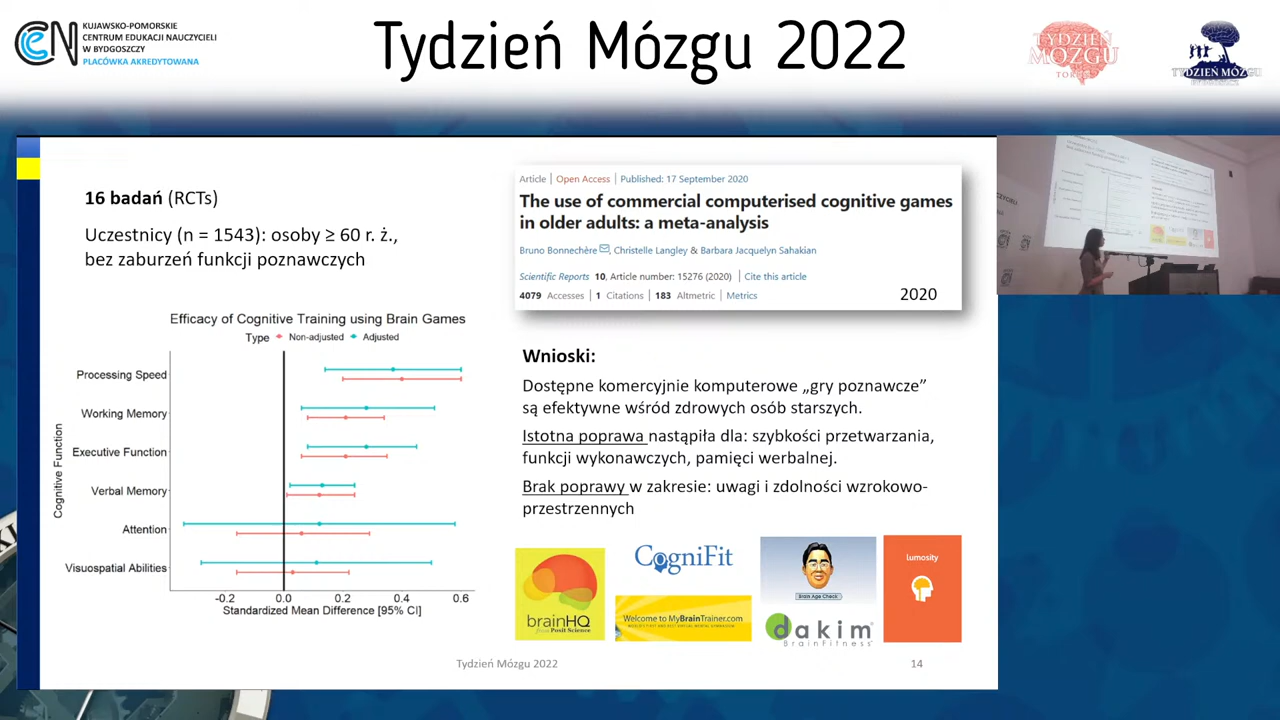 KUJAWSKO-POMORSKIE
CENTRUM EDUKACJI NAUCZYCIELI
W BYDGOSZCZY
PLACÓWKA AKREDYTOWANA
Tydzień Mózgu 2022
TYDZIEŃ
MÓZGU
TYDZIEŃ MÓZGU
16 badań (RCTs)
Uczestnicy (n = 1543): osoby ≥ 60 r. ż.,
bez zaburzeń funkcji poznawczych
Article | Open Access | Published: 17 September 2020
The use of commercial computerised cognitive games
in older adults: a meta-analysis
Bruno Bonnechère, Christelle Langley & Barbara Jacquelyn Sahakian
Scientific Reports 10, Article number: 15276 (2020) | Cite this article
4079 Accesses | 1 Citations | 183 Altmetric | Metrics
2020
Efficacy of Cognitive Training using Brain Games
Type Non-adjusted Adjusted
Cognitive Function
Processing Speed
Working Memory
Executive Function
Verbal Memory
Attention
Visuospatial Abilities
-0.2 0.0 0.2 0.4 0.6
Standardized Mean Difference [95% CI]
Wnioski:
Dostępne komercyjnie komputerowe „gry poznawcze”
są efektywne wśród zdrowych osób starszych.
Istotna poprawa nastąpiła dla: szybkości przetwarzania,
funkcji wykonawczych, pamięci werbalnej.
Brak poprawy w zakresie: uwagi i zdolności wzrokowo-
przestrzennych
brainHQ
from Posit Science
CogniFit
Welcome to MyBrainTrainer.com
Brain Age Check
dakim
BrainFitness
lumosity
Tydzień Mózgu 2022
14